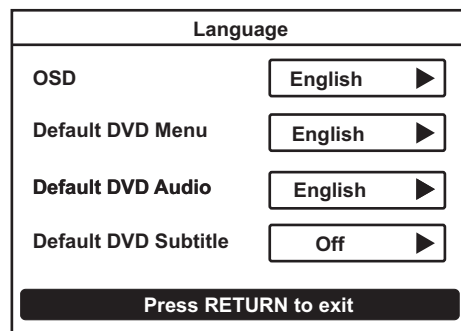 Language
OSD English
Default DVD Menu English
Default DVD Audio English
Default DVD Subtitle Off
Press RETURN to exit